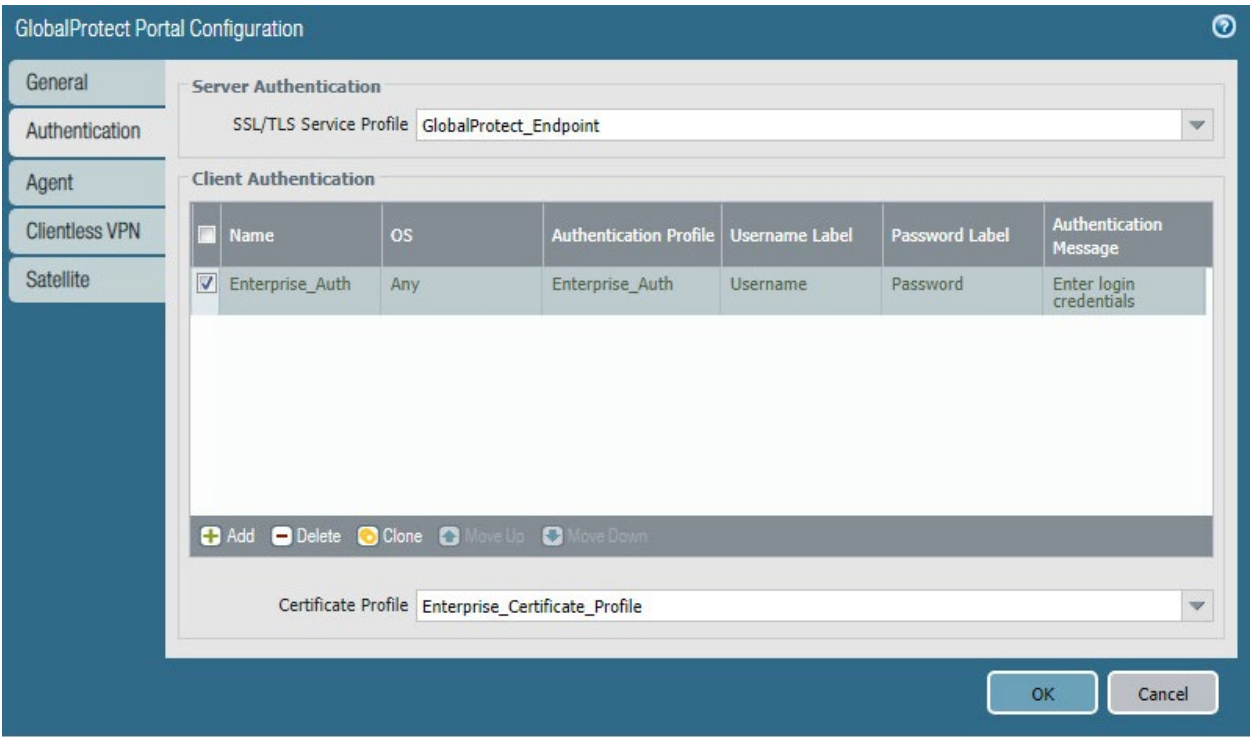 GlobalProtect Portal Configuration
General
Authentication
Agent
Clientless VPN
Satellite
Server Authentication
SSL/TLS Service Profile GlobalProtect_Endpoint
Client Authentication
Name OS Authentication Profile Username Label Password Label Authentication
Message
Enterprise_Auth Any Enterprise_Auth Username Password Enter login
credentials
Add Delete Clone Move Up Move Down
Certificate Profile Enterprise_Certificate_Profile
OK Cancel